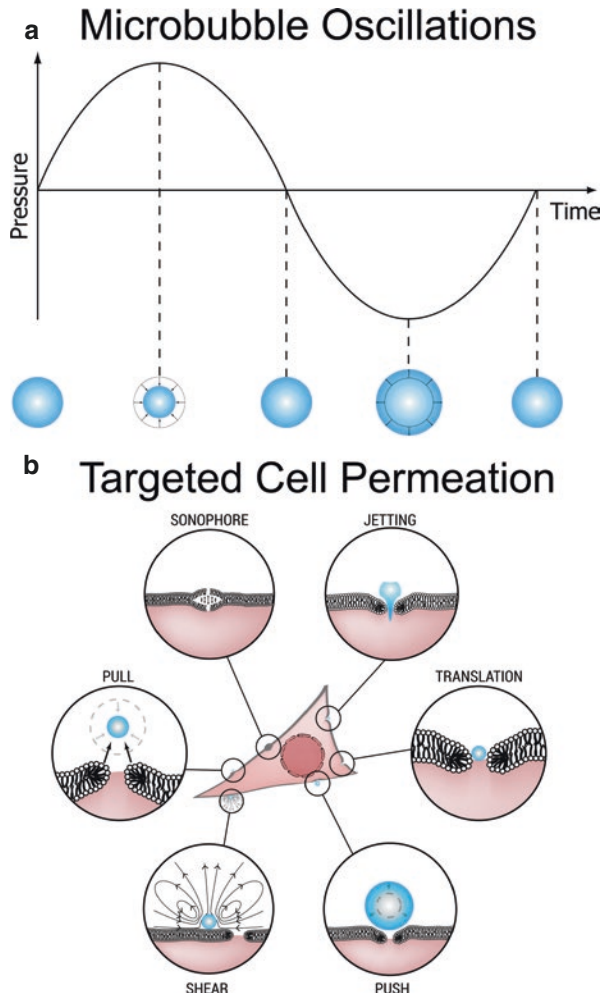 a
Microbubble Oscillations
Pressure
Time
b
Targeted Cell Permeation
SONOPHORE
JETTING
PULL
TRANSLATION
SHEAR
PUSH